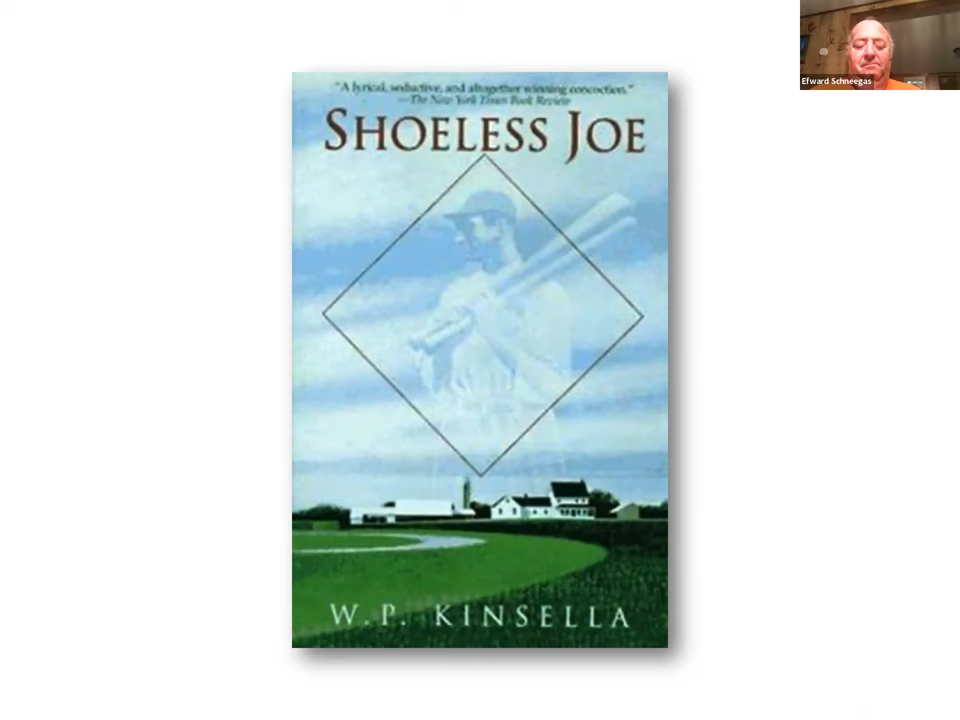 "A lyrical, seductive, and altogether winning concoction."
—The New York Times Book Review
SHOELESS JOE
W.P. KINSELLA
Efward Schneegas